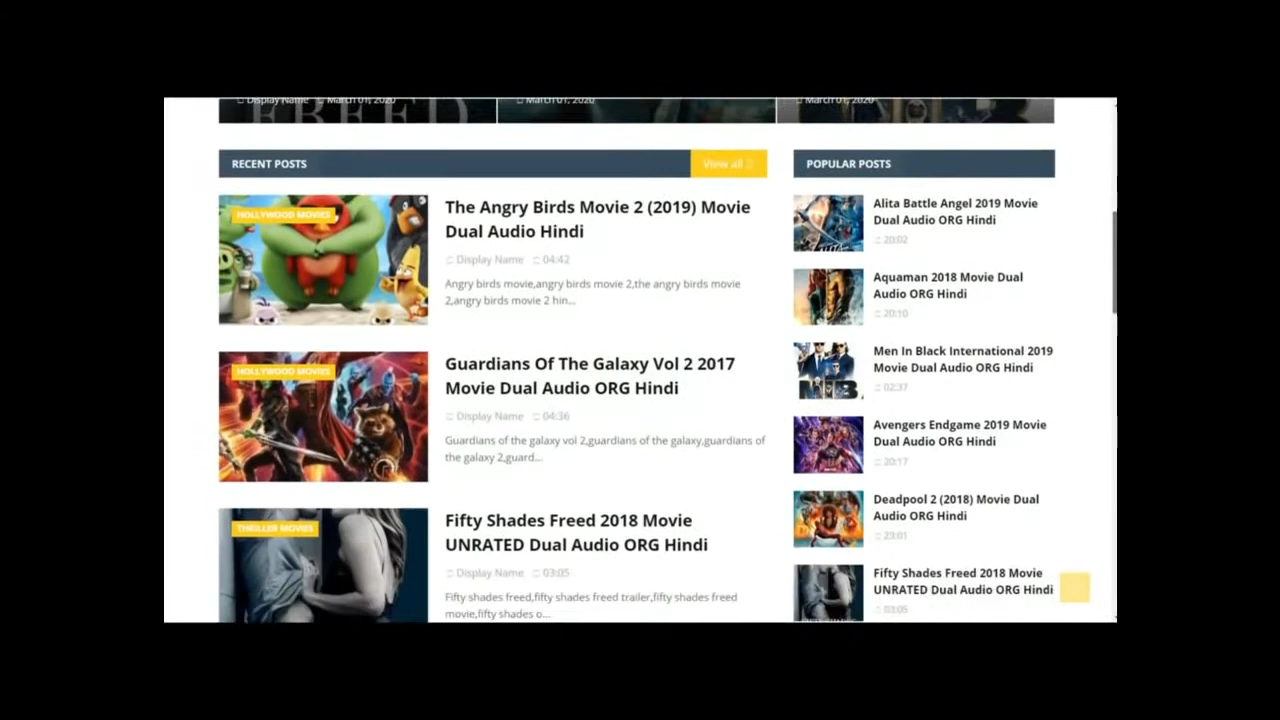 Display Name March 01, 2020
March 01, 2020
March 01, 2020
FREED
RECENT POSTS
View all
HOLLYWOOD MOVIES
The Angry Birds Movie 2 (2019) Movie
Dual Audio Hindi
Display Name 04:42
Angry birds movie,angry birds movie 2,the angry birds movie
2,angry birds movie 2 hin...
HOLLYWOOD MOVIES
Guardians Of The Galaxy Vol 2 2017
Movie Dual Audio ORG Hindi
Display Name 04:36
Guardians of the galaxy vol 2,guardians of the galaxy,guardians of
the galaxy 2,guard...
THRILLER MOVIES
Fifty Shades Freed 2018 Movie
UNRATED Dual Audio ORG Hindi
Display Name 03:05
Fifty shades freed,fifty shades freed trailer,fifty shades freed
movie,fifty shades o...
POPULAR POSTS
Alita Battle Angel 2019 Movie
Dual Audio ORG Hindi
20:02
Aquaman 2018 Movie Dual
Audio ORG Hindi
20:10
Men In Black International 2019
Movie Dual Audio ORG Hindi
02:37
MIB
Avengers Endgame 2019 Movie
Dual Audio ORG Hindi
20:17
Deadpool 2 (2018) Movie Dual
Audio ORG Hindi
23:01
Fifty Shades Freed 2018 Movie
UNRATED Dual Audio ORG Hindi
03:05